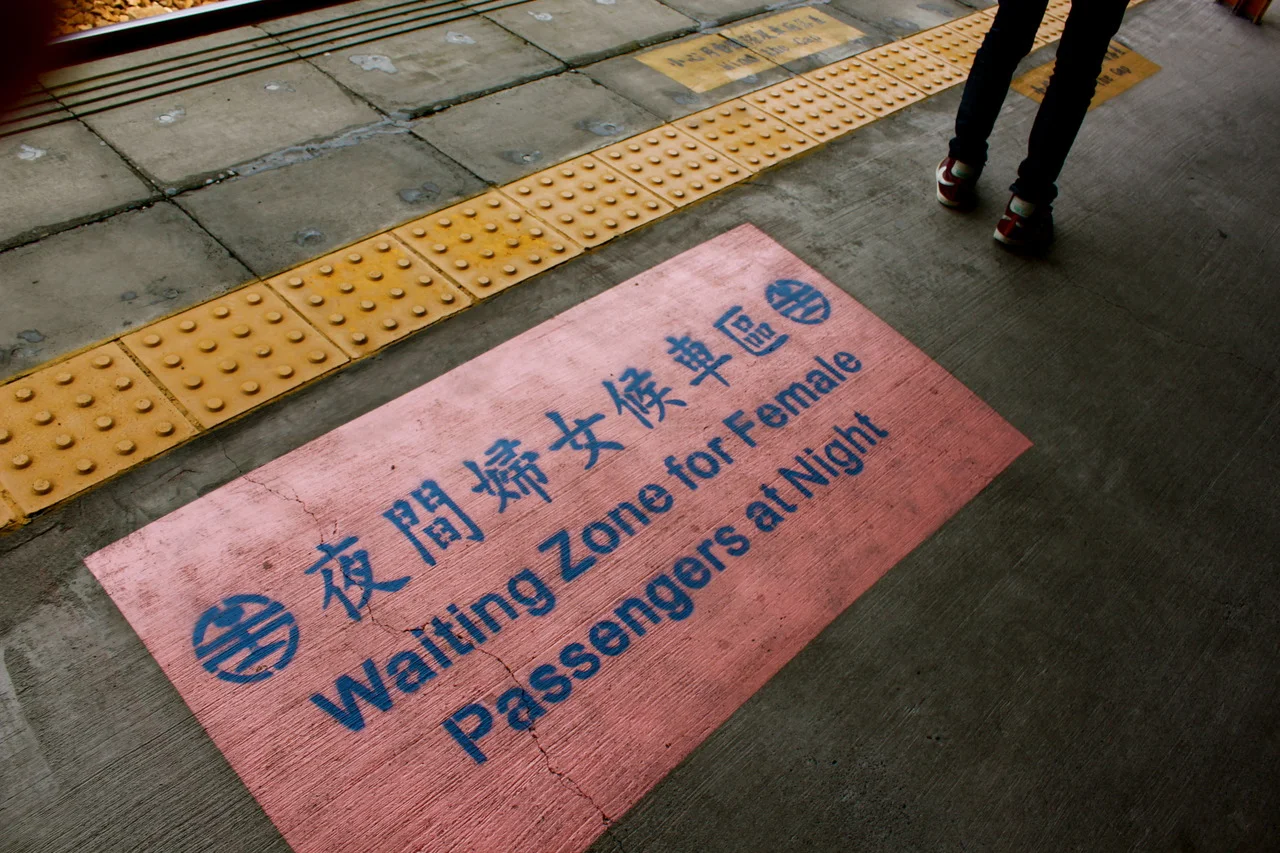 夜間婦女候車區
Waiting Zone for Female
Passengers at Night